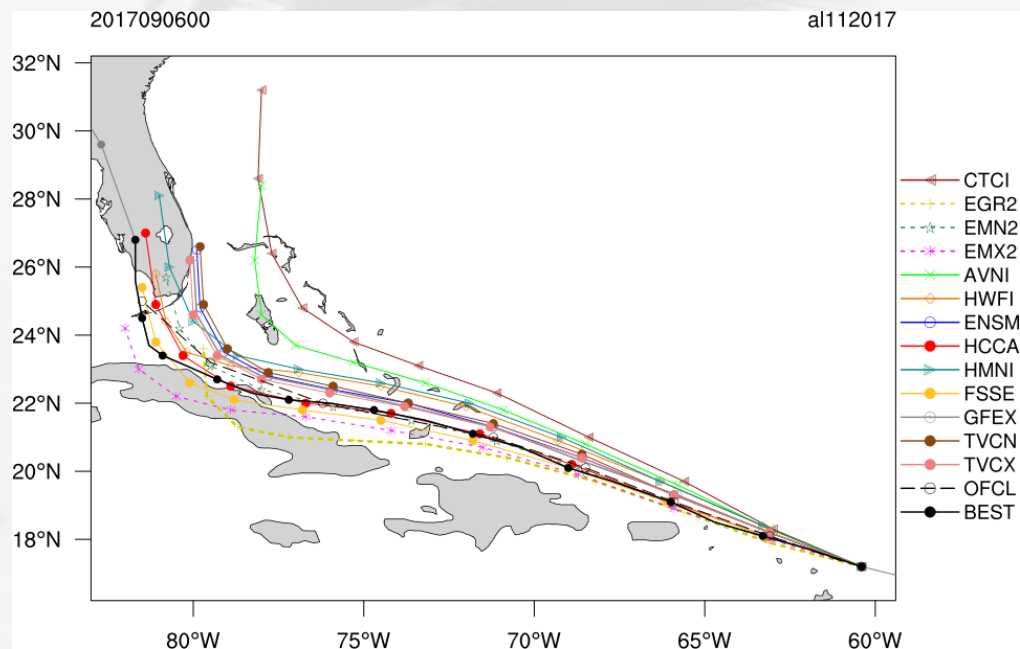 2017090600
al112017
32°N
30°N
28°N
26°N
24°N
22°N
20°N
18°N
80°W
75°W
70°W
65°W
60°W
CTCI
EGR2
EMN2
EMX2
AVNI
HWFI
ENSM
HCCA
HMNI
FSSE
GFEX
TVCN
TVCX
OFCL
BEST